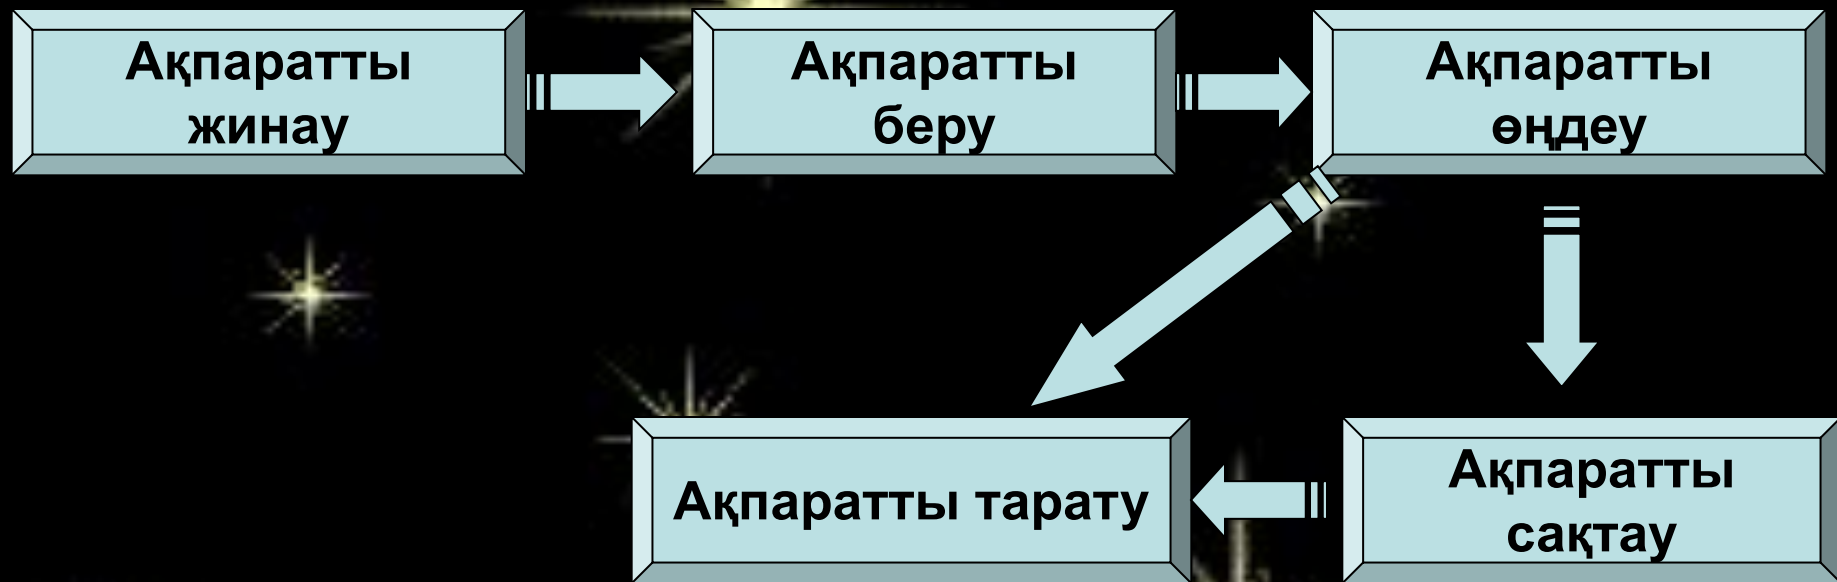 Ақпаратты
жинау
Ақпаратты
беру
Ақпаратты
өңдеу
Ақпаратты тарату
Ақпаратты
сақтау